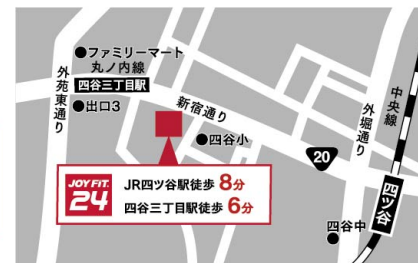 ファミリーマート
丸ノ内線
四谷三丁目駅
出口3
外苑東通り
新宿通り
四谷小
20
外堀通り
中央線
四ツ谷
四谷中
JOYFIT.
24
JR四ツ谷駅徒歩 8分
四谷三丁目駅徒歩 6分